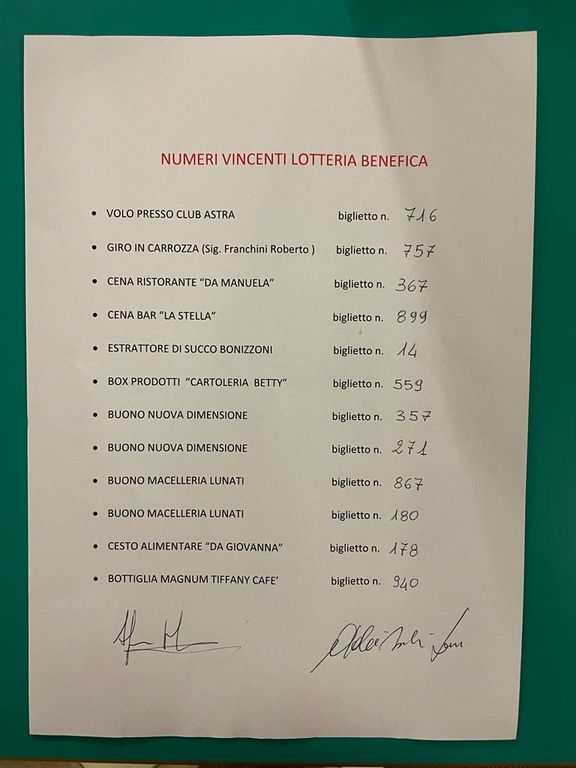 NUMERI VINCENTI LOTTERIA BENEFICA
• VOLO PRESSO CLUB ASTRA biglietto n. 716
• GIRO IN CARROZZA (Sig. Franchini Roberto ) biglietto n. 757
• CENA RISTORANTE “DA MANUELA” biglietto n. 367
• CENA BAR “LA STELLA” biglietto n. 899
• ESTRATTORE DI SUCCO BONIZZONI biglietto n. 14
• BOX PRODOTTI “CARTOLERIA BETTY” biglietto n. 559
• BUONO NUOVA DIMENSIONE biglietto n. 357
• BUONO NUOVA DIMENSIONE biglietto n. 271
• BUONO MACELLERIA LUNATI biglietto n. 867
• BUONO MACELLERIA LUNATI biglietto n. 180
• CESTO ALIMENTARE “DA GIOVANNA” biglietto n. 178
• BOTTIGLIA MAGNUM TIFFANY CAFE’ biglietto n. 940